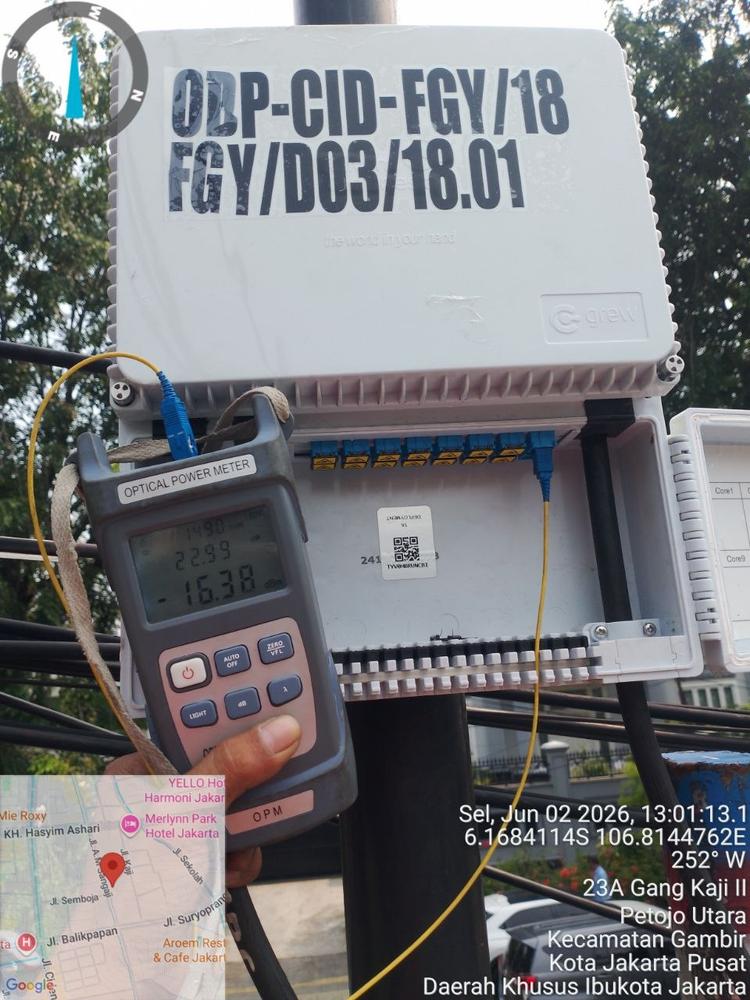 ODP-CID-FGY/18
FGY/D03/18.01
the world in your hand
grew
OPTICAL POWER METER
1490
22.99
-16.38
AUTO OFF
ZERO VFL
LIGHT
dB
λ
OPM
DEPLOYMENT
Core1
Core9
S
W
N
E
YELLO Ho
Harmoni Jakar
Mie Roxy
KH. Hasyim Ashari
Merlynn Park
Hotel Jakarta
Jl. Kaji
Jl. Sekolah
Jl. Semboja
Jl. Suryopran
Jl. Balikpapan
Aroem Rest
& Cafe Jakart
Google
Sel, Jun 02 2026, 13:01:13.1
6.1684114S 106.8144762E
252° W
23A Gang Kaji II
Petojo Utara
Kecamatan Gambir
Kota Jakarta Pusat
Daerah Khusus Ibukota Jakarta